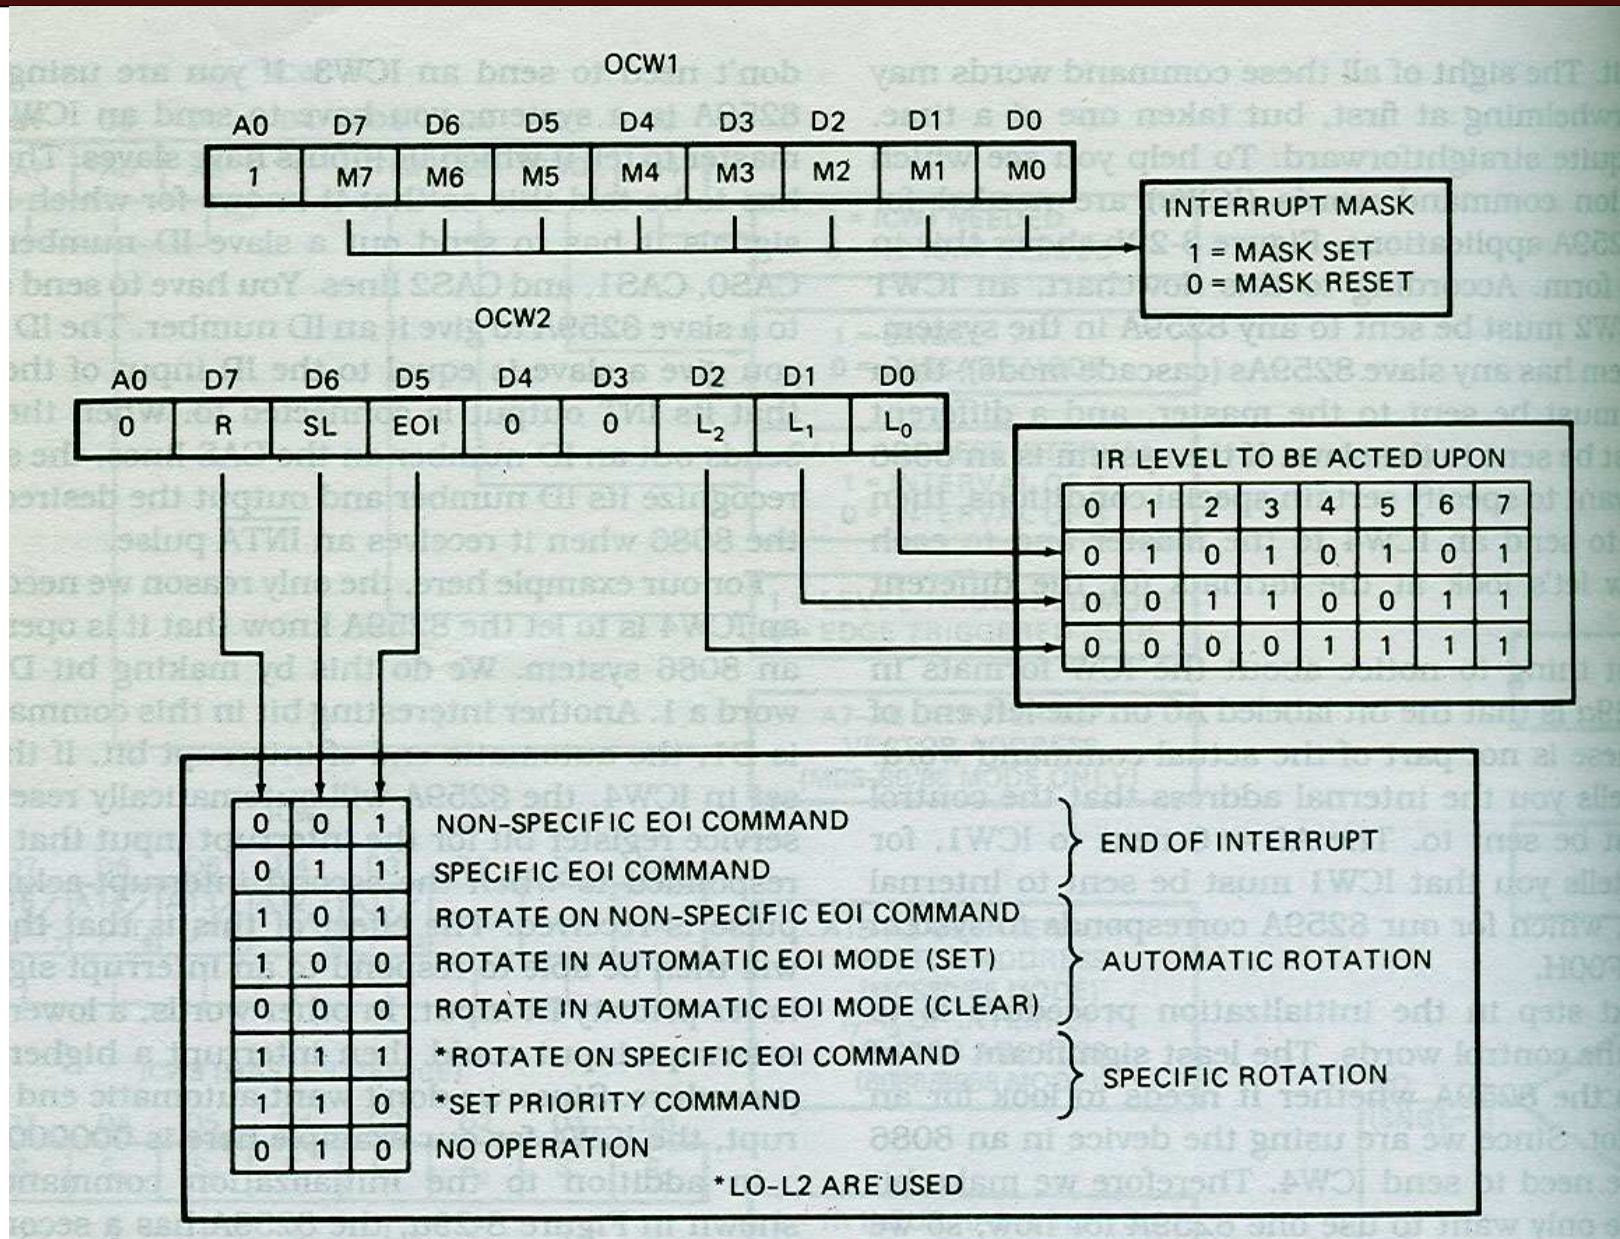 OCW1
A0 D7 D6 D5 D4 D3 D2 D1 D0
1 M7 M6 M5 M4 M3 M2 M1 M0
INTERRUPT MASK
1 = MASK SET
0 = MASK RESET
OCW2
A0 D7 D6 D5 D4 D3 D2 D1 D0
0 R SL EOI 0 0 L2 L1 L0
IR LEVEL TO BE ACTED UPON
0 1 2 3 4 5 6 7
0 1 0 1 0 1 0 1
0 0 1 1 0 0 1 1
0 0 0 0 1 1 1 1
0 0 1 NON-SPECIFIC EOI COMMAND
0 1 1 SPECIFIC EOI COMMAND
END OF INTERRUPT
1 0 1 ROTATE ON NON-SPECIFIC EOI COMMAND
1 0 0 ROTATE IN AUTOMATIC EOI MODE (SET)
0 0 0 ROTATE IN AUTOMATIC EOI MODE (CLEAR)
AUTOMATIC ROTATION
1 1 1 *ROTATE ON SPECIFIC EOI COMMAND
1 1 0 *SET PRIORITY COMMAND
SPECIFIC ROTATION
0 1 0 NO OPERATION
*LO-L2 ARE USED